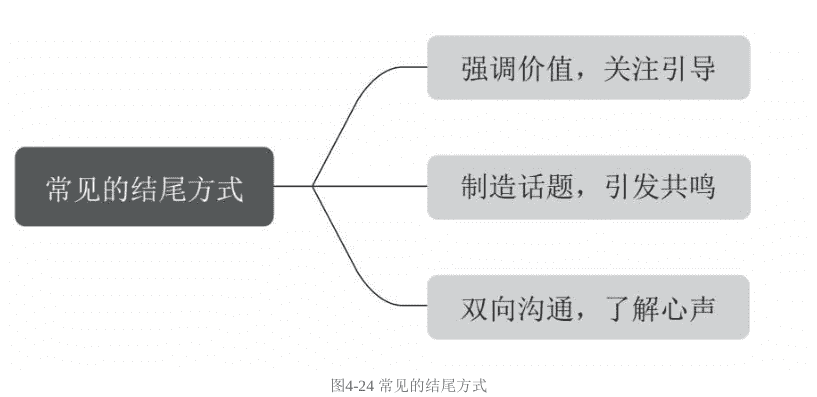 强调价值，关注引导
常见的结尾方式
制造话题，引发共鸣
双向沟通，了解心声
图4-24 常见的结尾方式